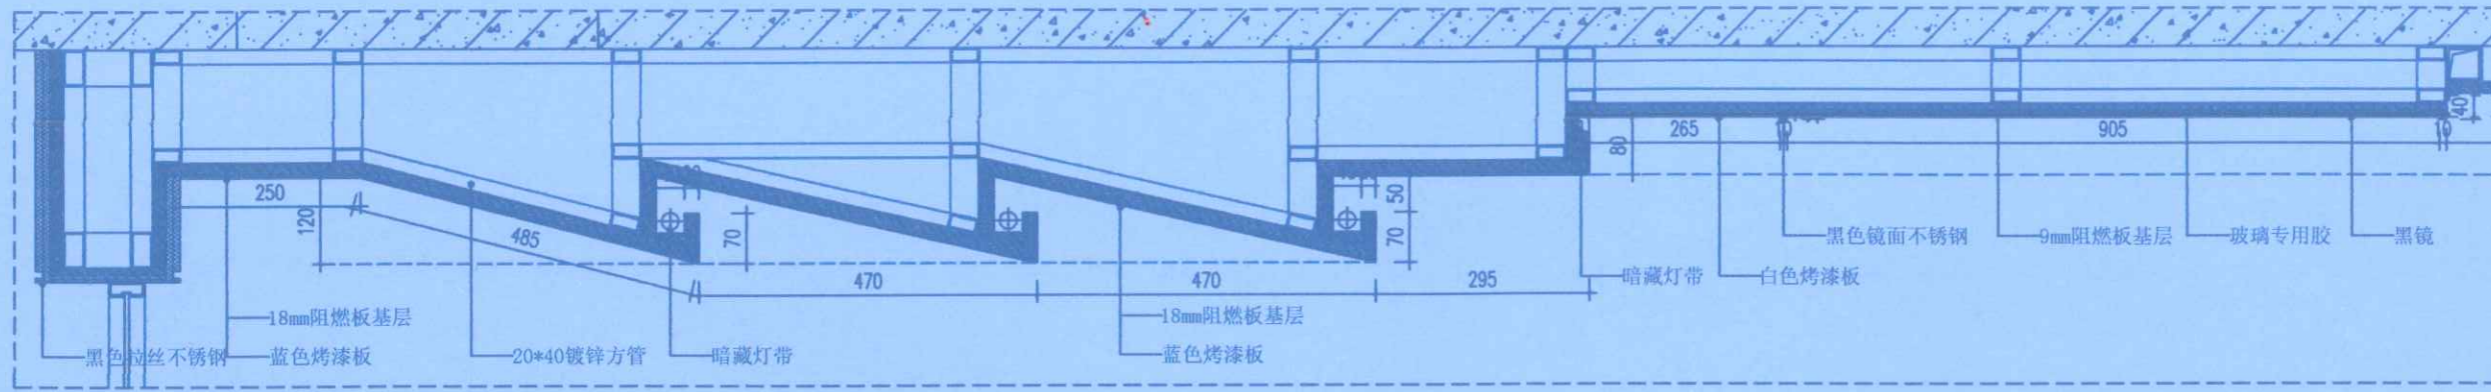 40
265
10
905
10
80
250
120
485
70
50
70
470
470
295
黑色镜面不锈钢
9mm阻燃板基层
玻璃专用胶
黑镜
暗藏灯带
白色烤漆板
18mm阻燃板基层
18mm阻燃板基层
黑色拉丝不锈钢
蓝色烤漆板
20*40镀锌方管
暗藏灯带
蓝色烤漆板